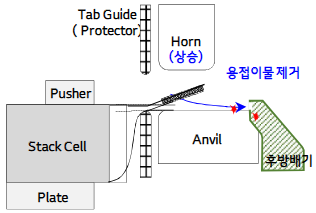 Tab Guide
( Protector)
Horn
(상승)
용접이물 제거
Pusher
Stack Cell
Anvil
후방배기
Plate